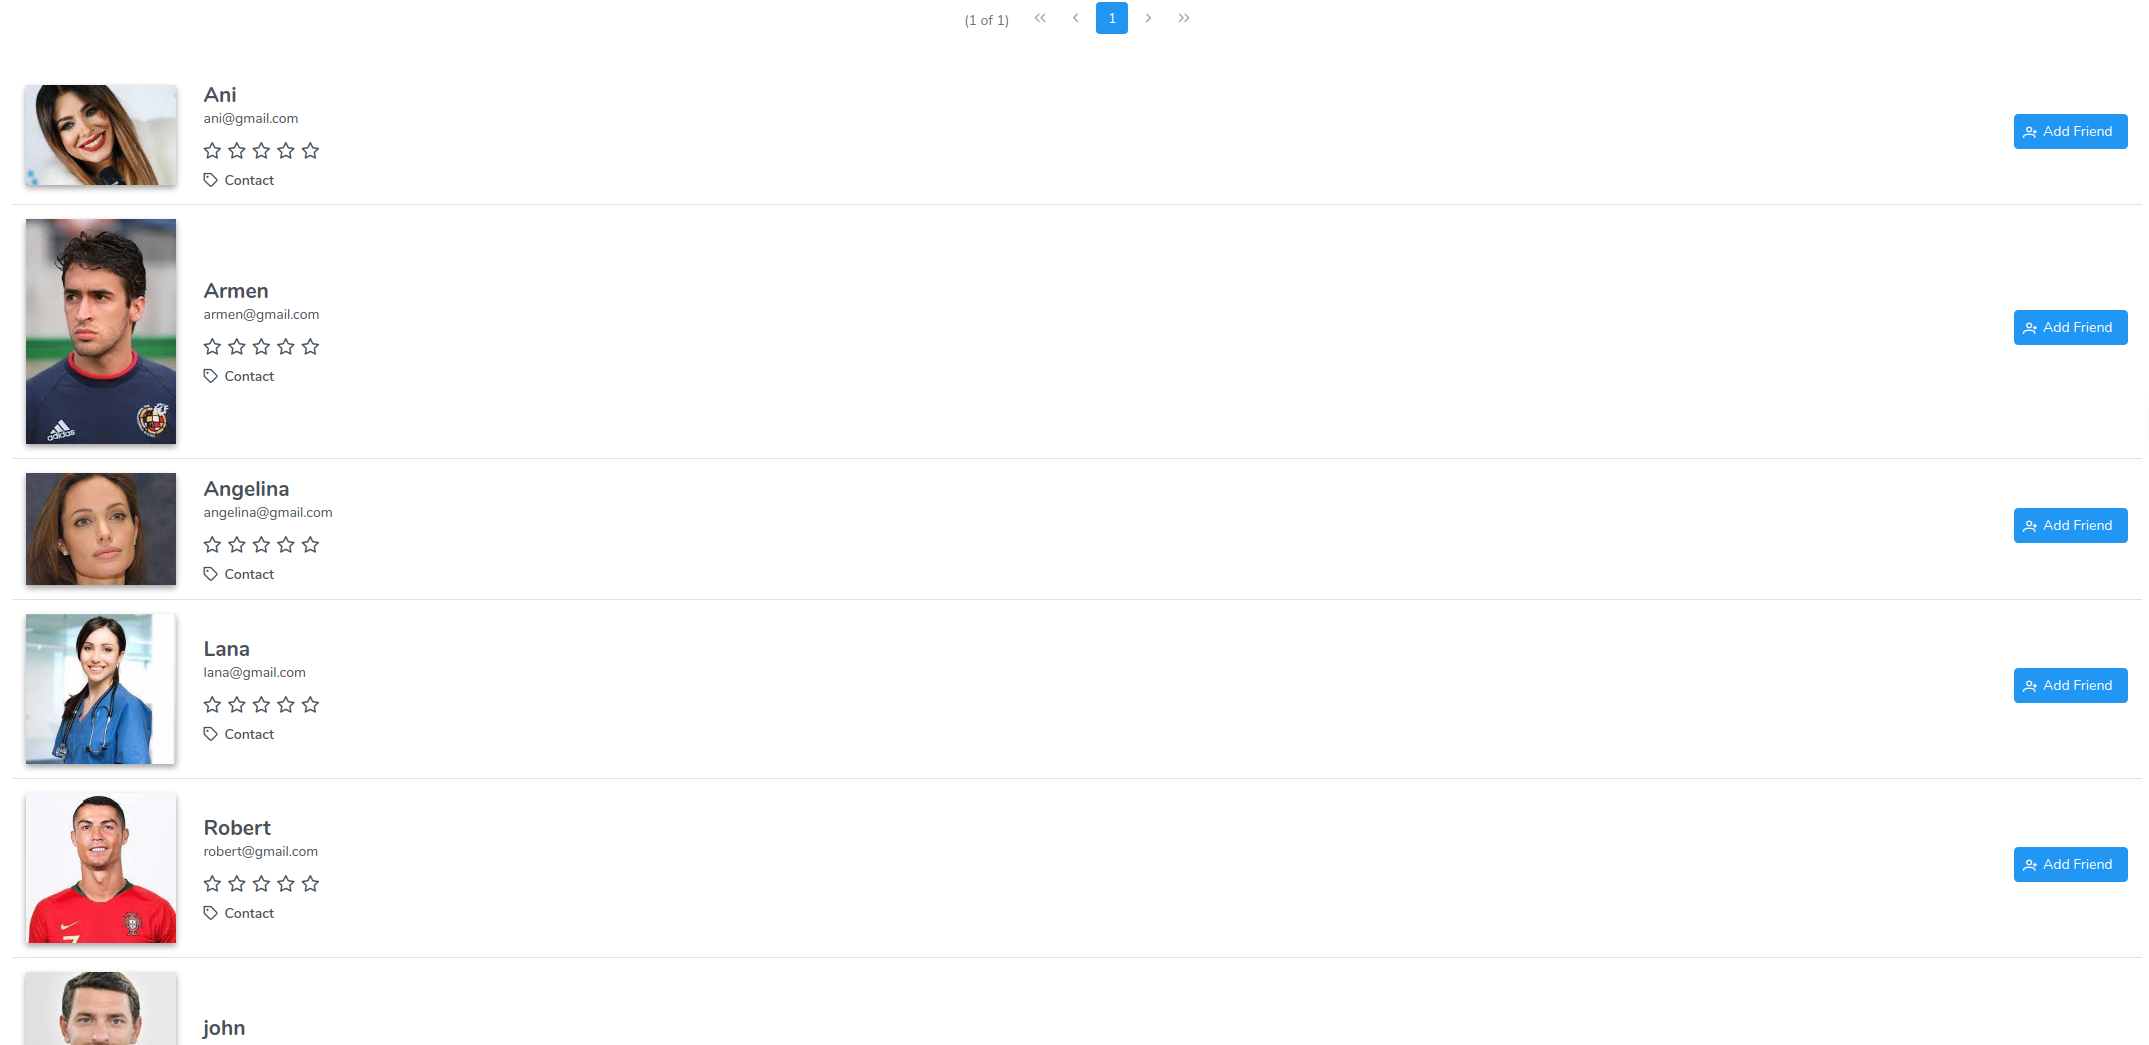 (1 of 1) 1
Ani
ani@gmail.com
Contact
Add Friend
Armen
armen@gmail.com
Contact
Add Friend
adidas
Angelina
angelina@gmail.com
Contact
Add Friend
Lana
lana@gmail.com
Contact
Add Friend
Robert
robert@gmail.com
Contact
Add Friend
7
john